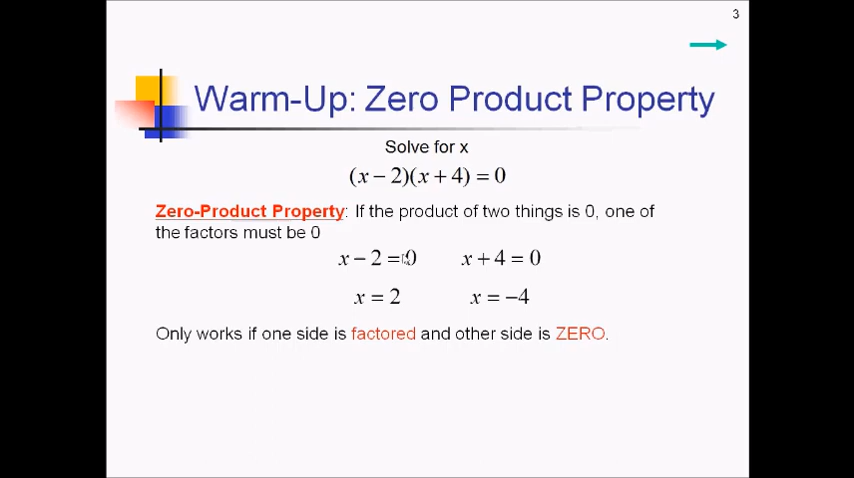 3
Warm-Up: Zero Product Property
Solve for x
(x − 2)(x + 4) = 0
Zero-Product Property: If the product of two things is 0, one of
the factors must be 0
x − 2 = 0 x + 4 = 0
x = 2 x = −4
Only works if one side is factored and other side is ZERO.